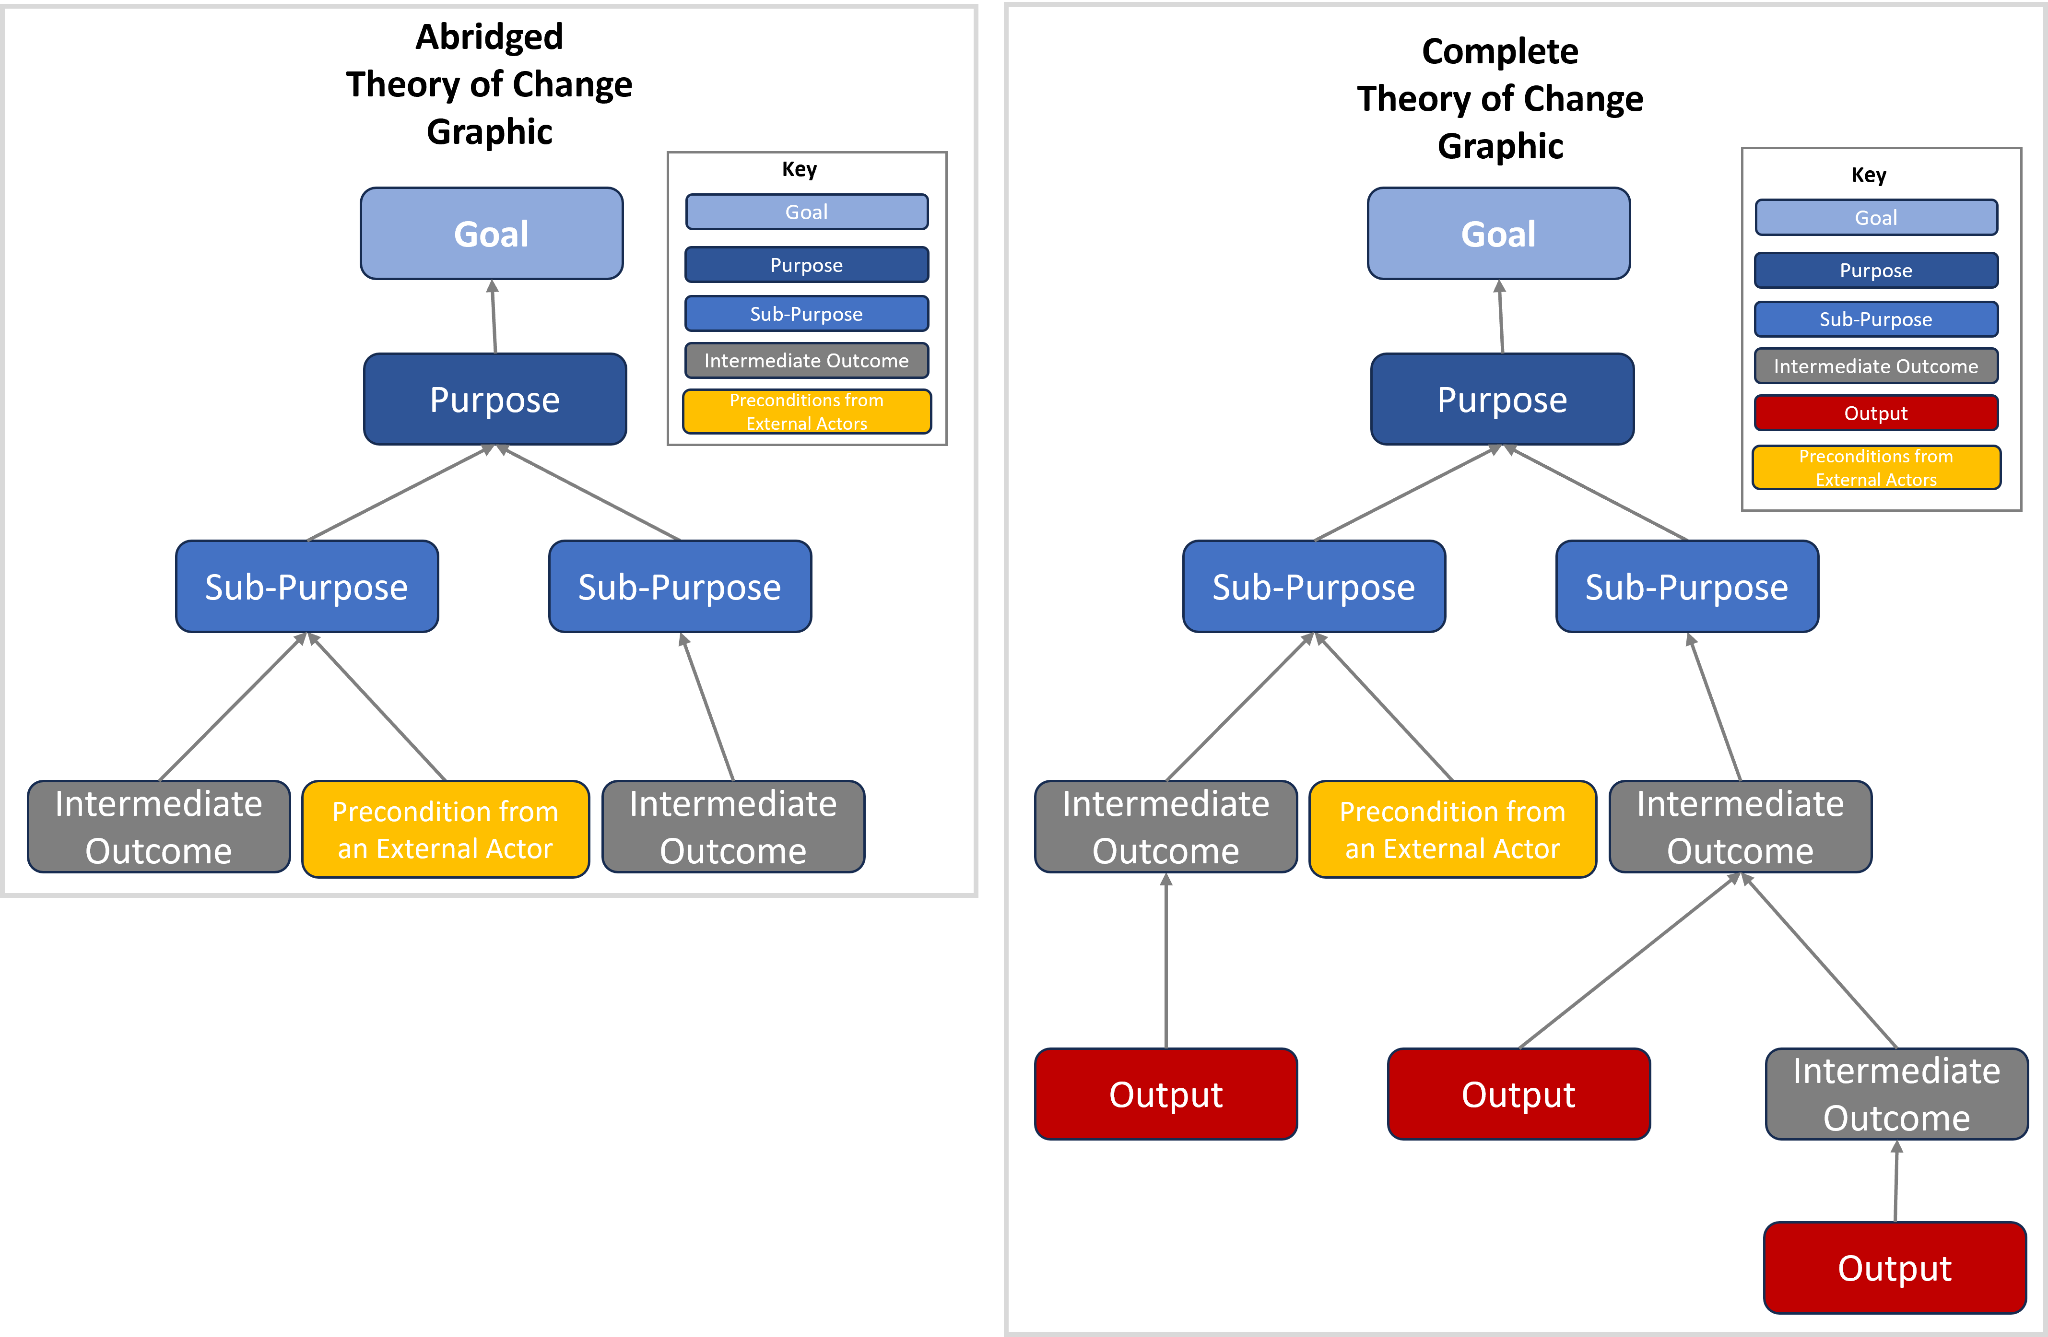 Abridged
Theory of Change
Graphic
Key
Goal
Purpose
Sub-Purpose
Intermediate Outcome
Preconditions from
External Actors
Goal
Purpose
Sub-Purpose
Sub-Purpose
Intermediate
Outcome
Precondition from
an External Actor
Intermediate
Outcome
Complete
Theory of Change
Graphic
Key
Goal
Purpose
Sub-Purpose
Intermediate Outcome
Output
Preconditions from
External Actors
Goal
Purpose
Sub-Purpose
Sub-Purpose
Intermediate
Outcome
Precondition from
an External Actor
Intermediate
Outcome
Output
Output
Intermediate
Outcome
Output